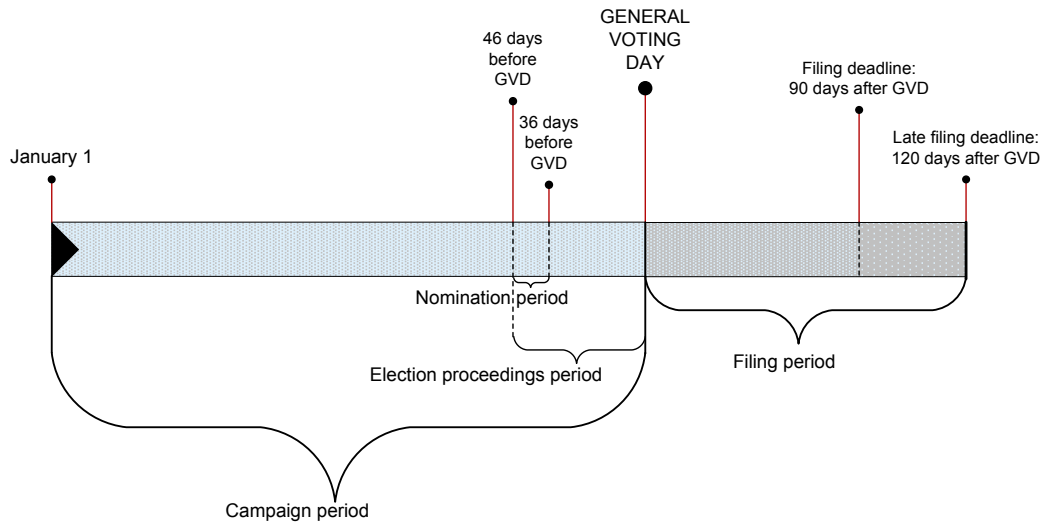 GENERAL
VOTING
DAY
46 days
before
GVD
Filing deadline:
90 days after GVD
36 days
before
GVD
Late filing deadline:
120 days after GVD
January 1
Nomination period
Election proceedings period
Filing period
Campaign period